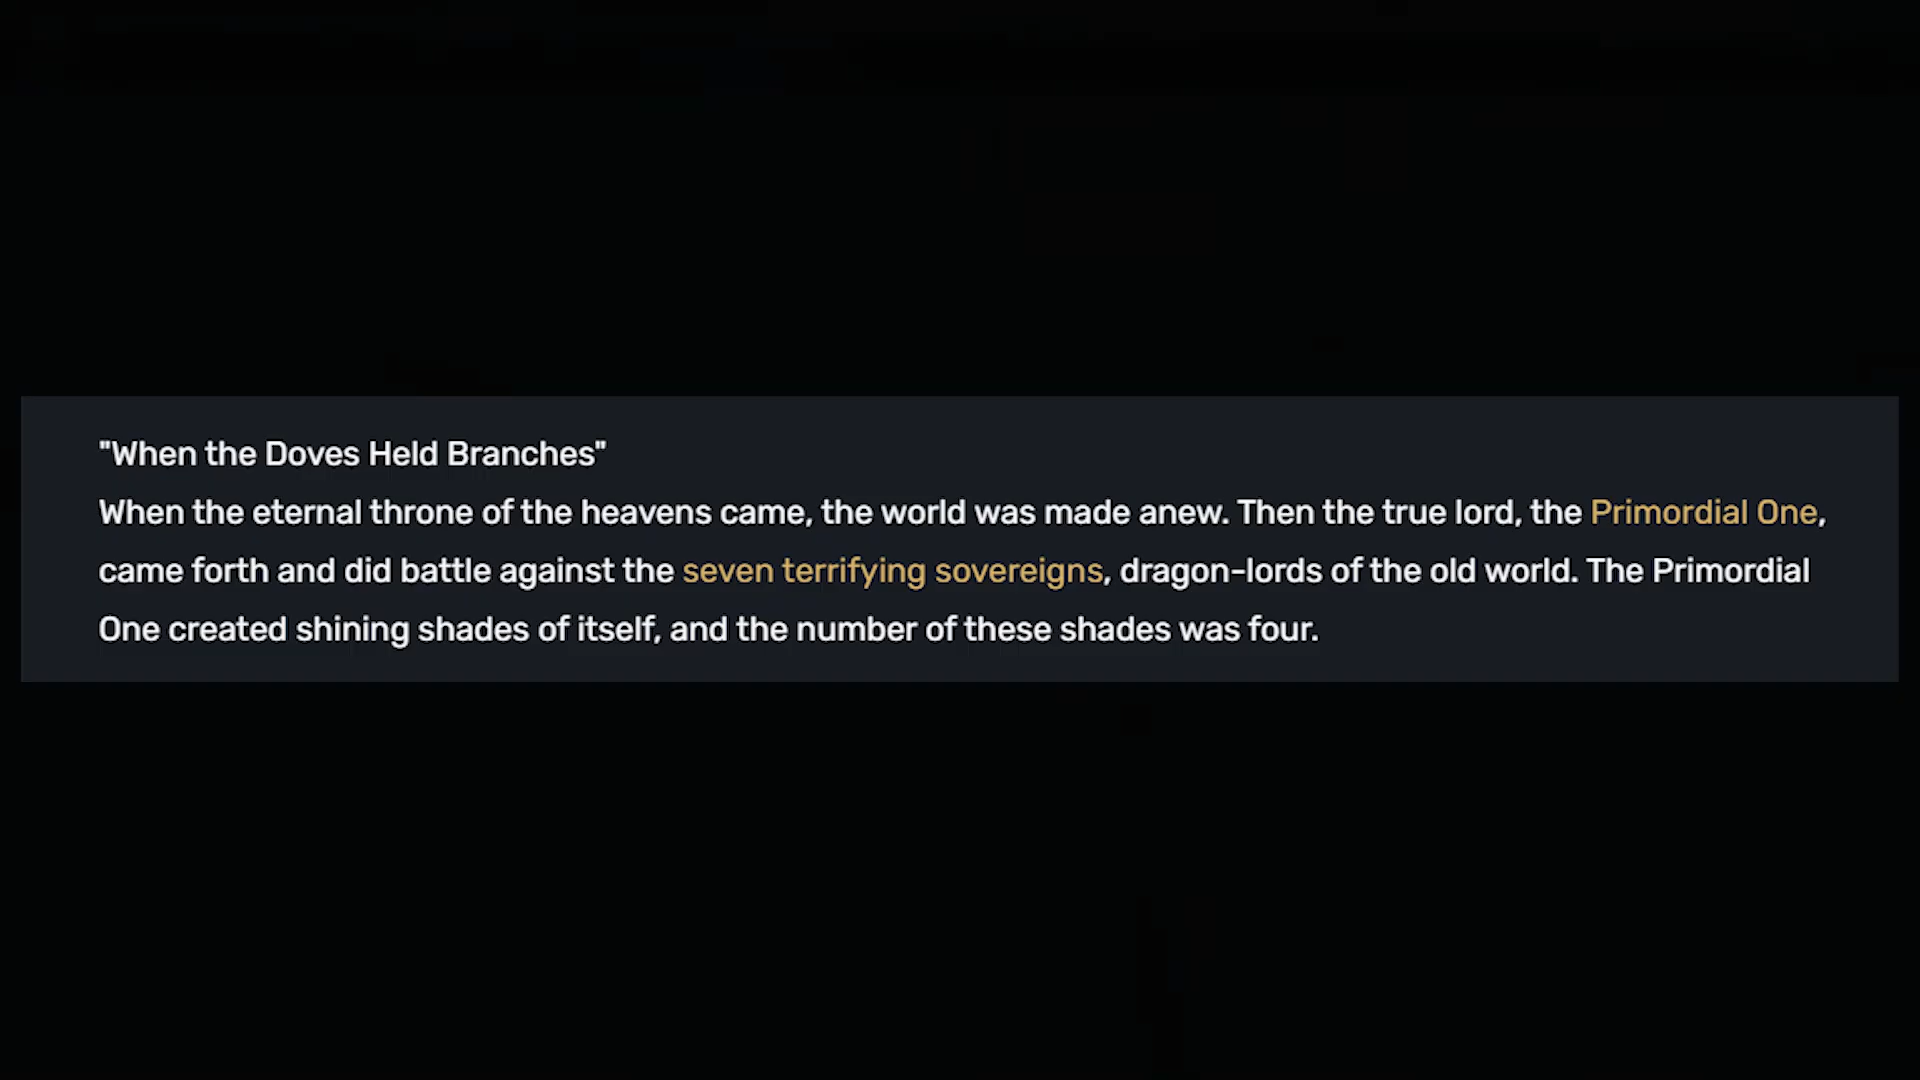 "When the Doves Held Branches"
When the eternal throne of the heavens came, the world was made anew. Then the true lord, the Primordial One,
came forth and did battle against the seven terrifying sovereigns, dragon-lords of the old world. The Primordial
One created shining shades of itself, and the number of these shades was four.